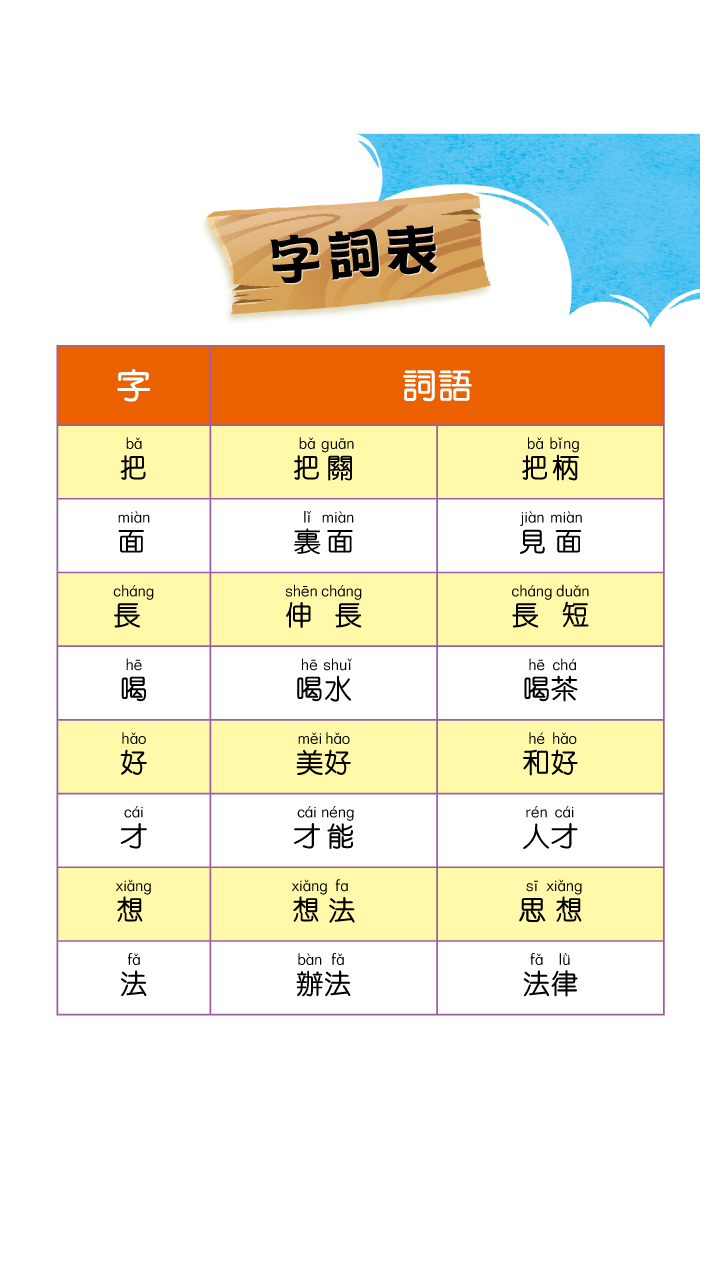 字詞表
字 詞語
bǎ bǎ guān bǎ bǐng
把 把關 把柄
miàn lǐ miàn jiàn miàn
面 裏面 見面
cháng shēn cháng cháng duǎn
長 伸長 長短
hē hē shuǐ hē chá
喝 喝水 喝茶
hǎo měi hǎo hé hǎo
好 美好 和好
cái cái néng rén cái
才 才能 人才
xiǎng xiǎng fa sī xiǎng
想 想法 思想
fǎ bàn fǎ fǎ lǜ
法 辦法 法律